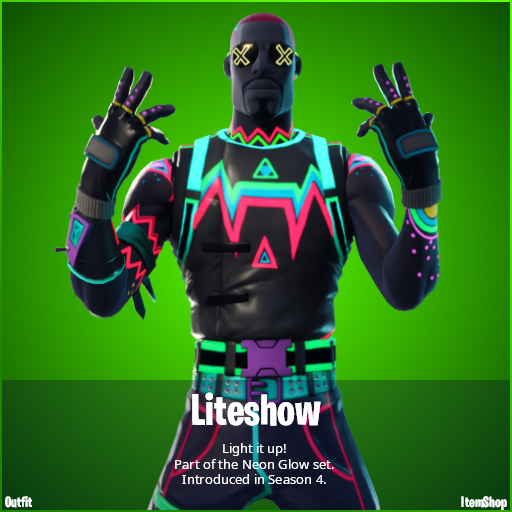 Liteshow
Light it up!
Part of the Neon Glow set.
Introduced in Season 4.
Outfit
ItemShop